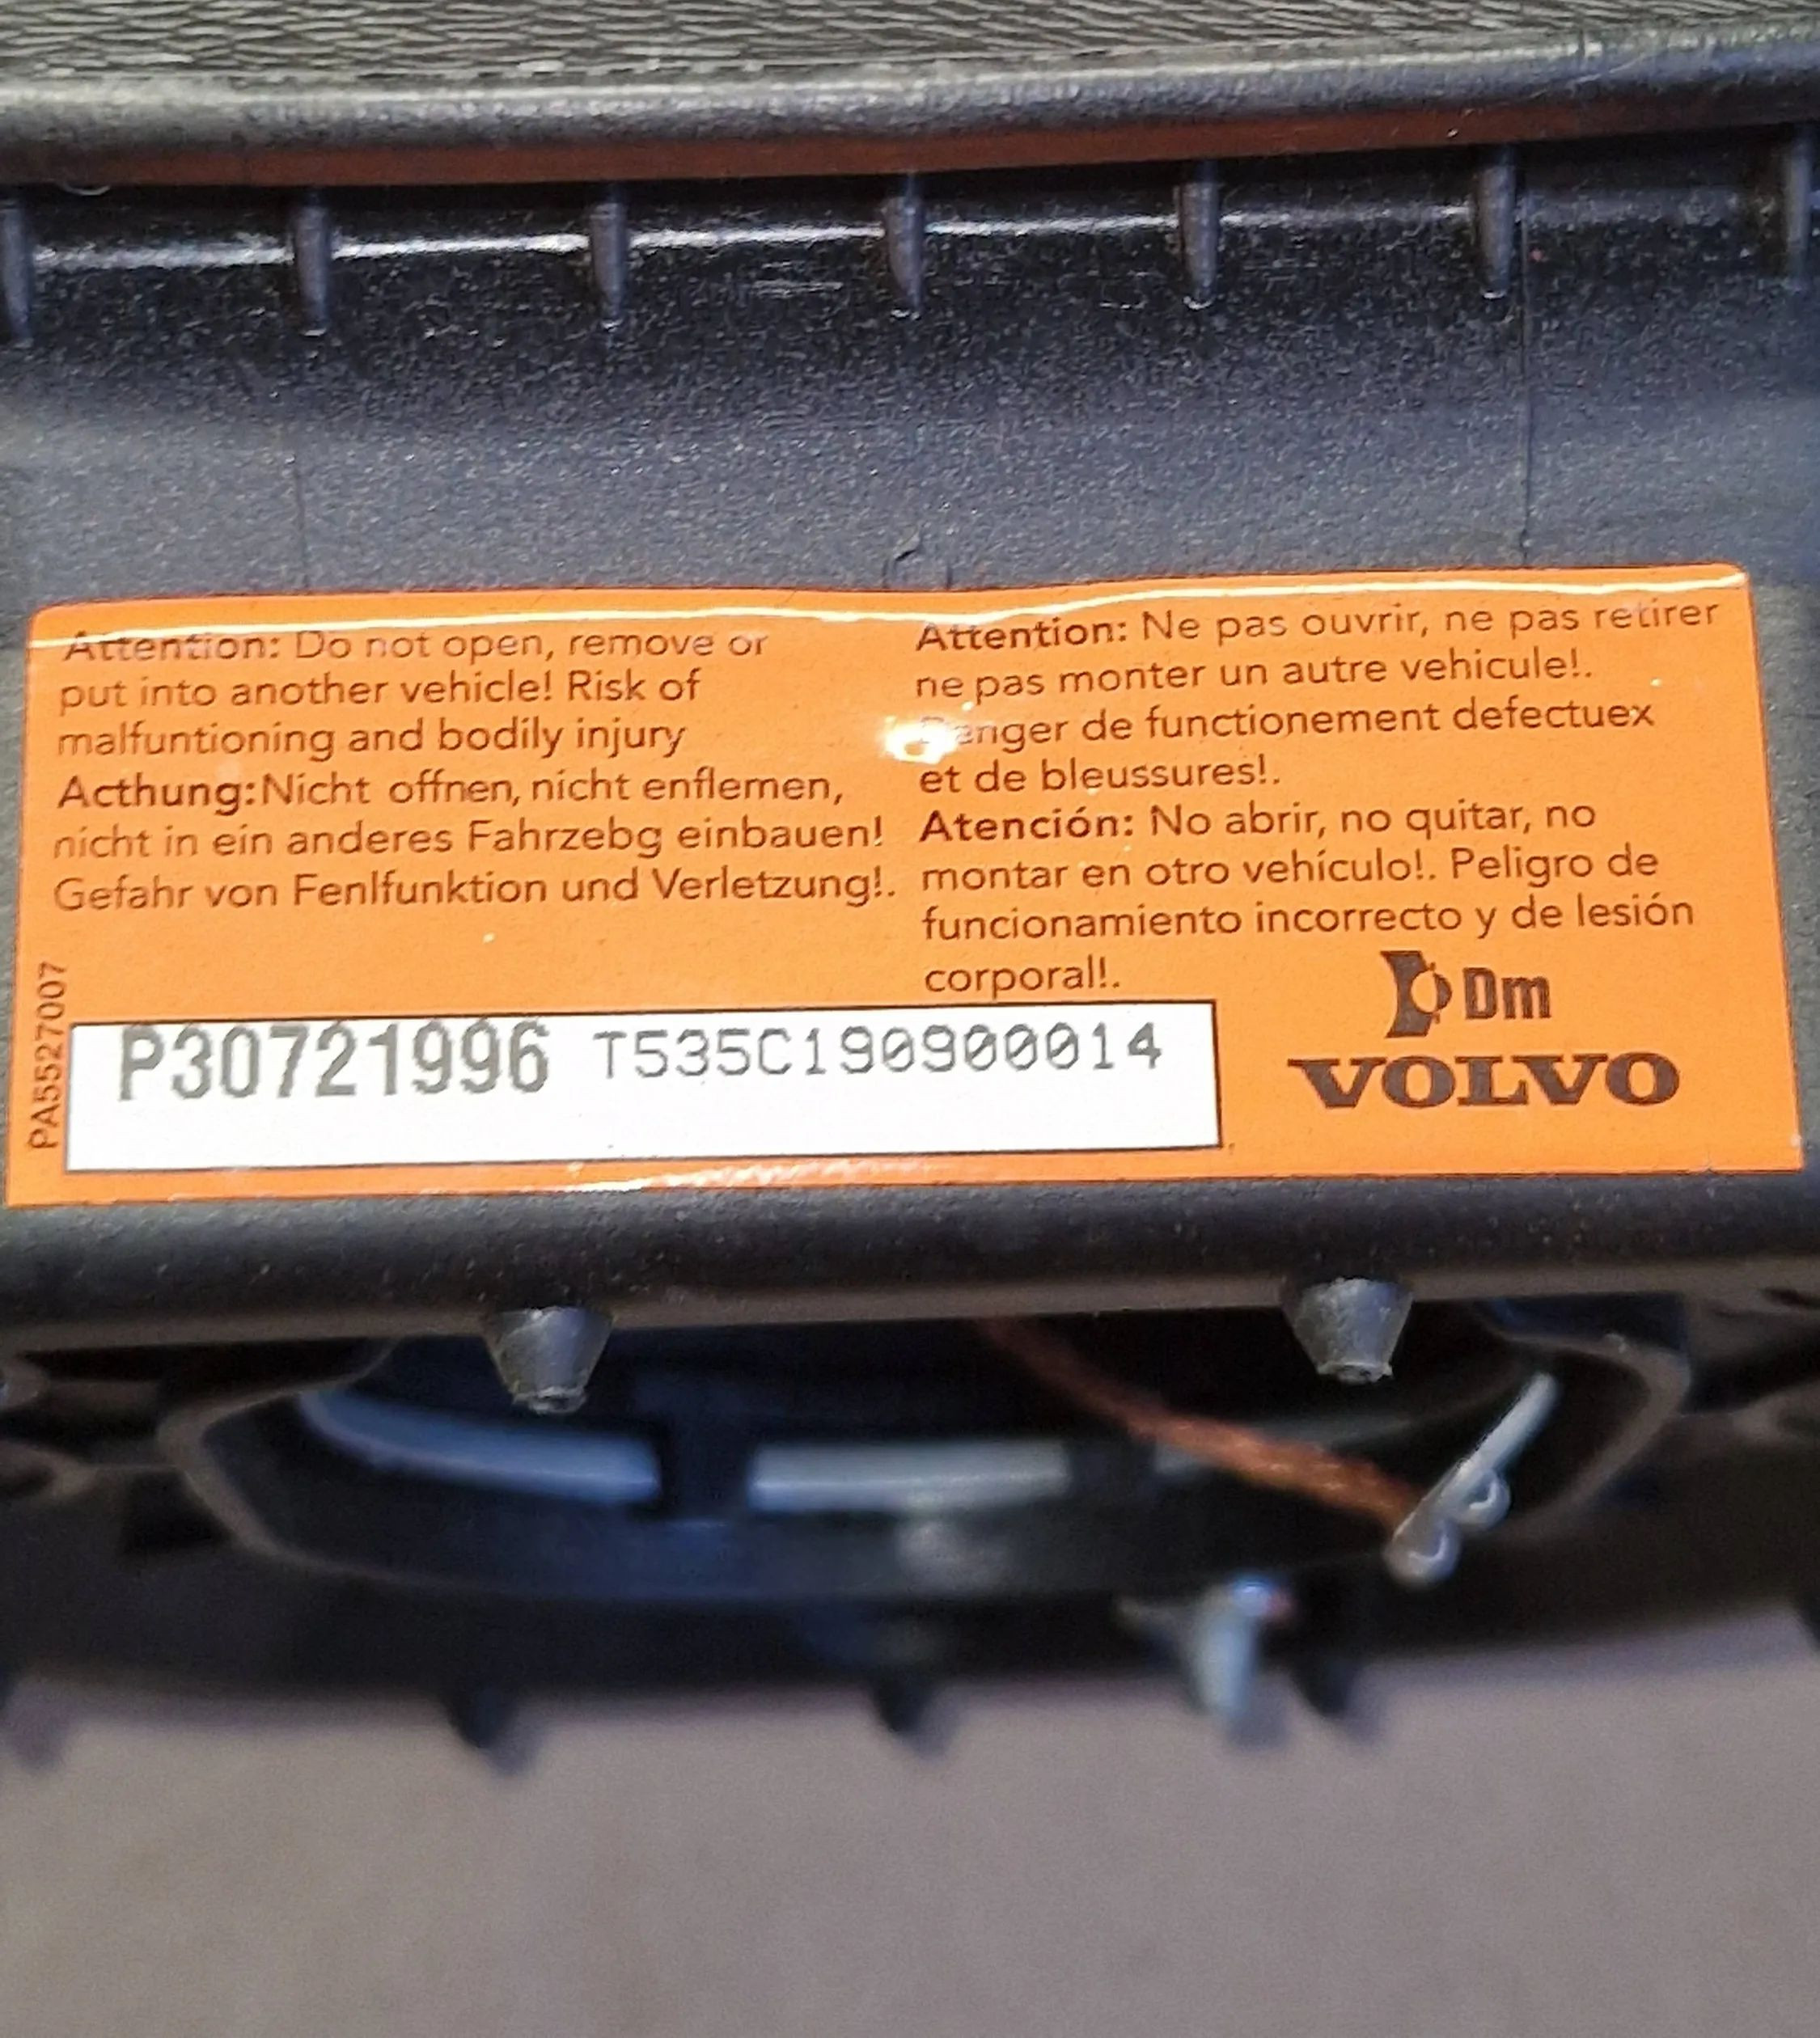 Attention: Do not open, remove or
put into another vehicle! Risk of
malfuntioning and bodily injury
Acthung: Nicht offnen, nicht enflemen,
nicht in ein anderes Fahrzebg einbauen!
Gefahr von Fenlfunktion und Verletzung!.
Attention: Ne pas ouvrir, ne pas retirer
ne pas monter un autre vehicule!.
Danger de functionement defectuex
et de bleussures!.
Atención: No abrir, no quitar, no
montar en otro vehículo!. Peligro de
funcionamiento incorrecto y de lesión
corporal!.
PA5527007
P30721996 T535C190900014
Dm
VOLVO